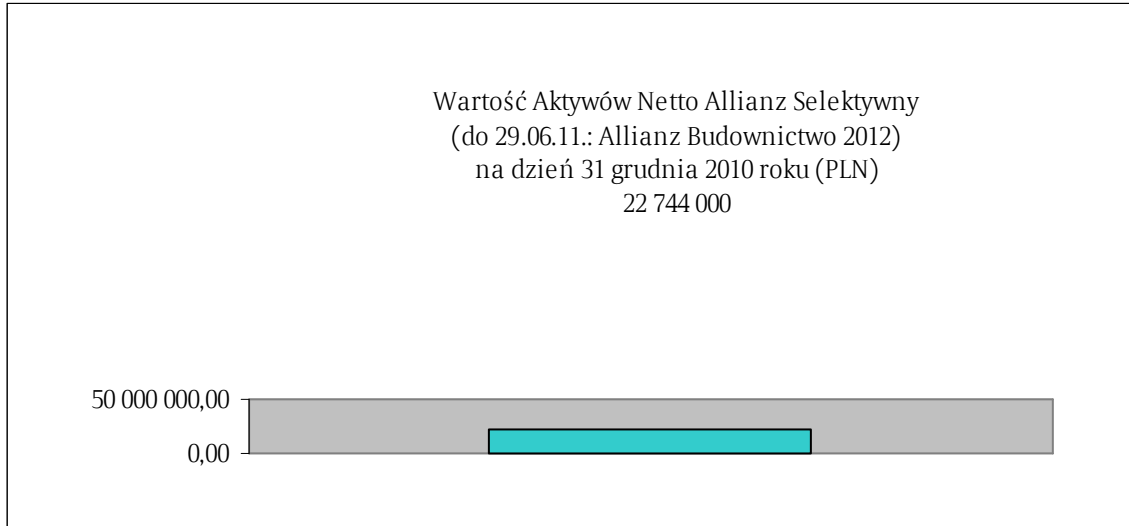 Wartość Aktywów Netto Allianz Selektywny
(do 29.06.11.: Allianz Budownictwo 2012)
na dzień 31 grudnia 2010 roku (PLN)
22 744 000
50 000 000,00
0,00